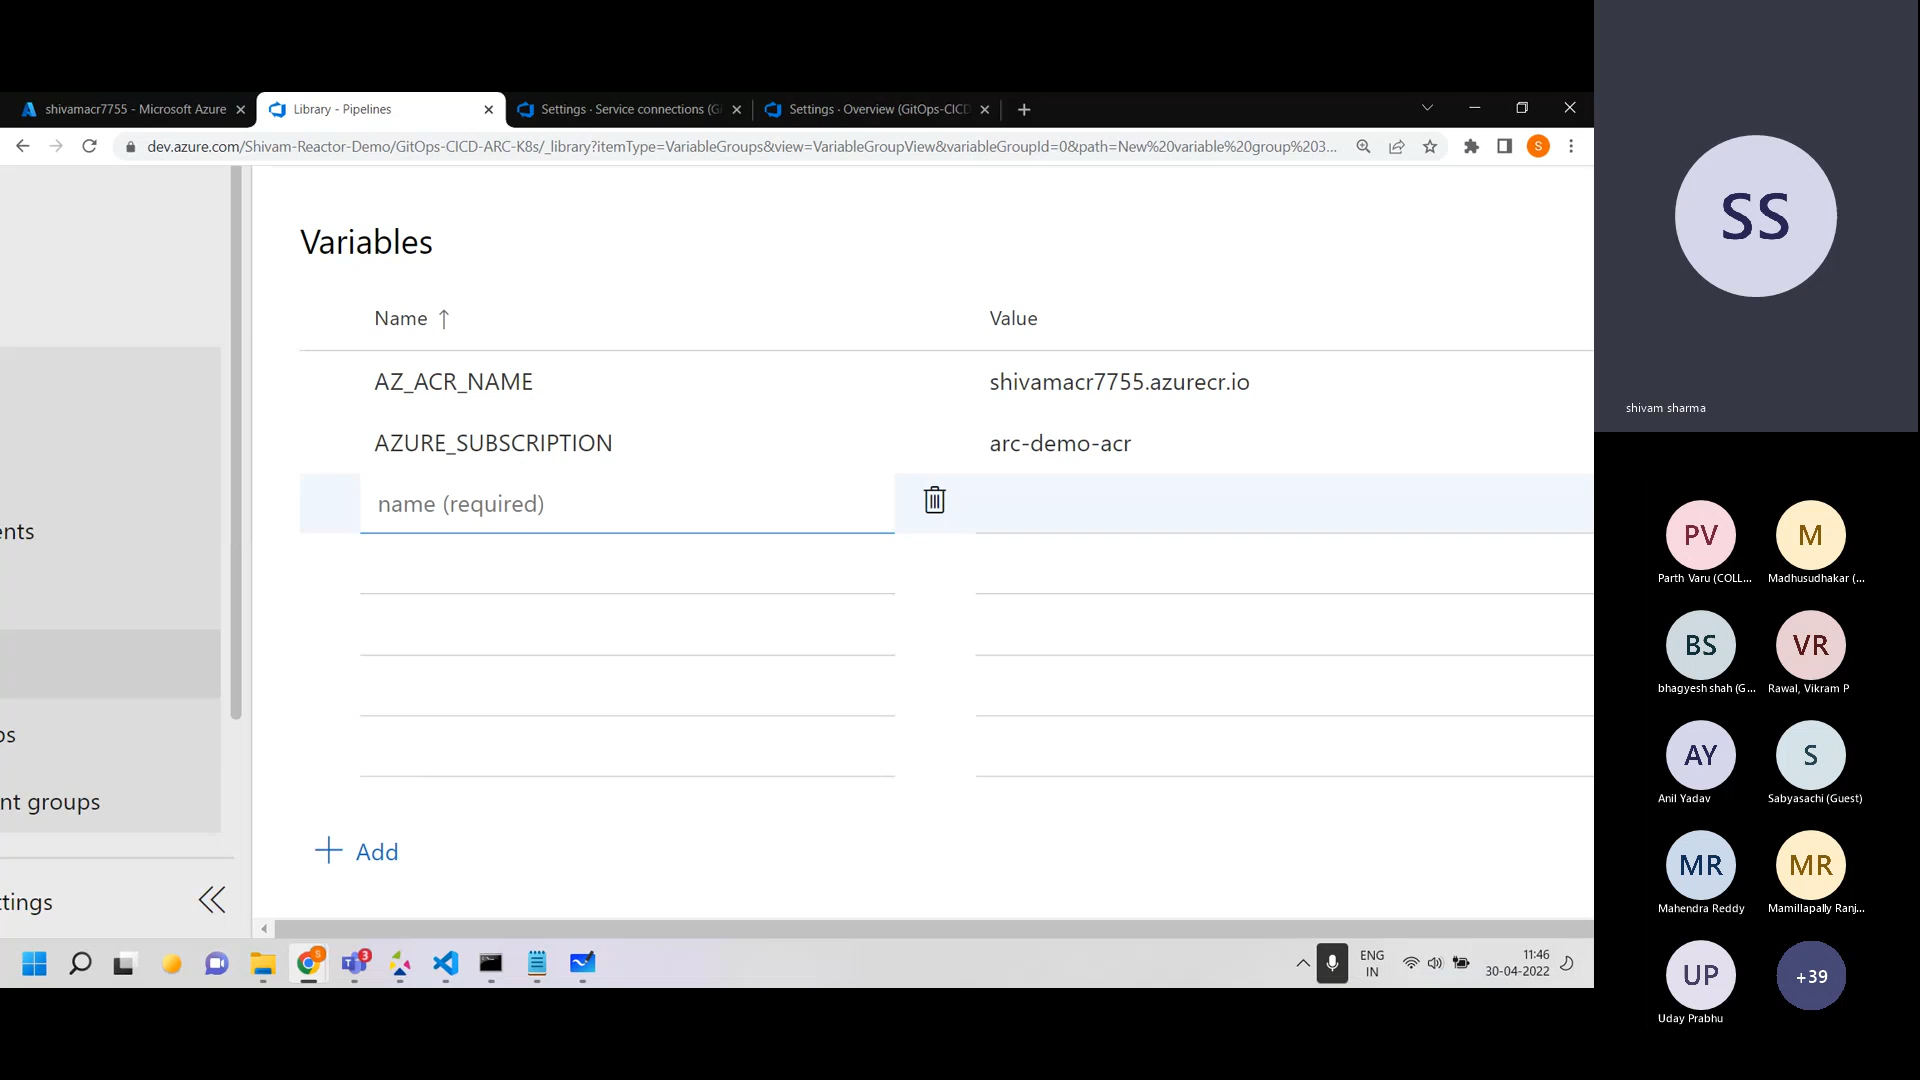 shivamacr7755 - Microsoft Azure
Library - Pipelines
Settings · Service connections (Gi
Settings · Overview (GitOps-CICD
dev.azure.com/Shivam-Reactor-Demo/GitOps-CICD-ARC-K8s/_library?itemType=VariableGroups&view=VariableGroupView&variableGroupId=0&path=New%20variable%20group%203...
S
Variables
Name ↑
Value
AZ_ACR_NAME
shivamacr7755.azurecr.io
AZURE_SUBSCRIPTION
arc-demo-acr
name (required)
ents
ps
nt groups
+ Add
ttings
S
3
ENG
IN
11:46
30-04-2022
SS
shivam sharma
PV
M
Parth Varu (COLL...
Madhusudhakar (...
BS
VR
bhagyesh shah (G...
Rawal, Vikram P
AY
S
Anil Yadav
Sabyasachi (Guest)
MR
MR
Mahendra Reddy
Mamillapally Ranj...
UP
+39
Uday Prabhu